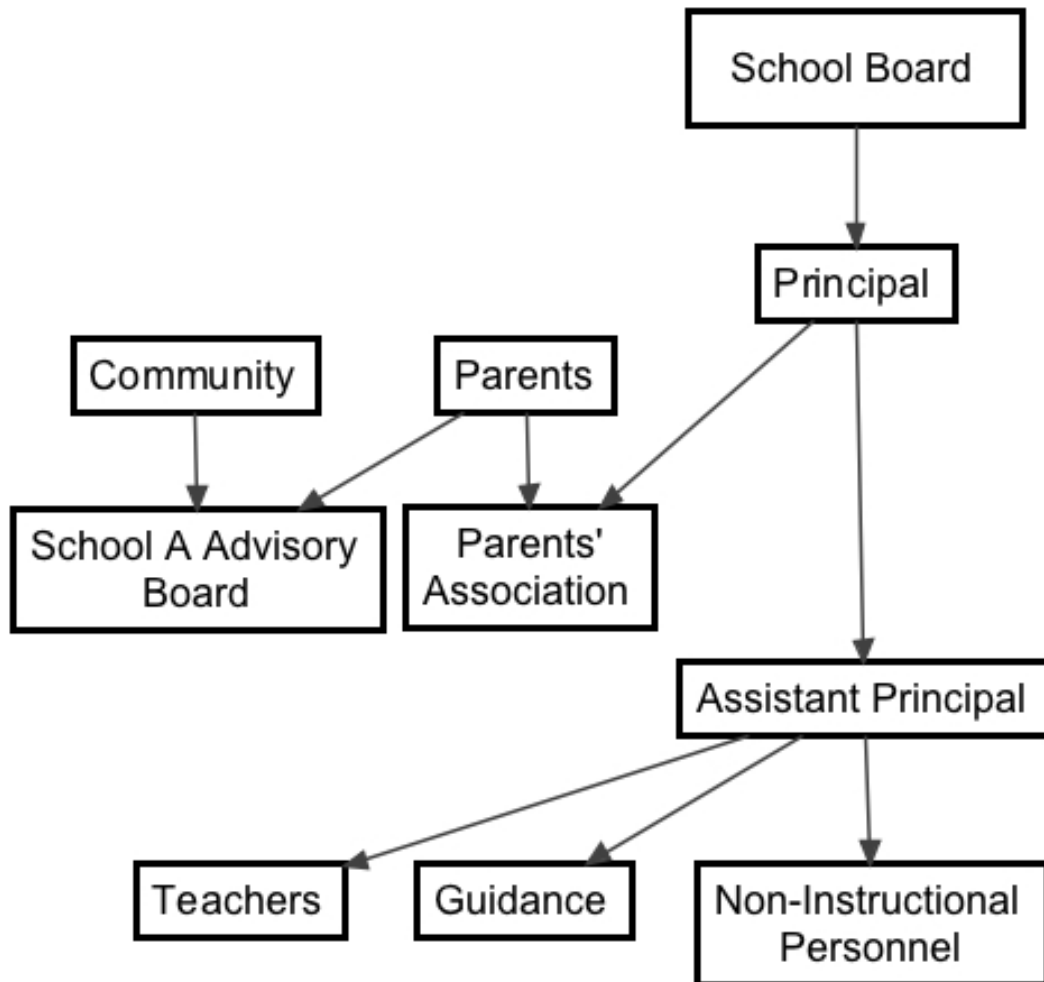 School Board
Principal
Community
Parents
School A Advisory
Board
Parents'
Association
Assistant Principal
Teachers
Guidance
Non-Instructional
Personnel